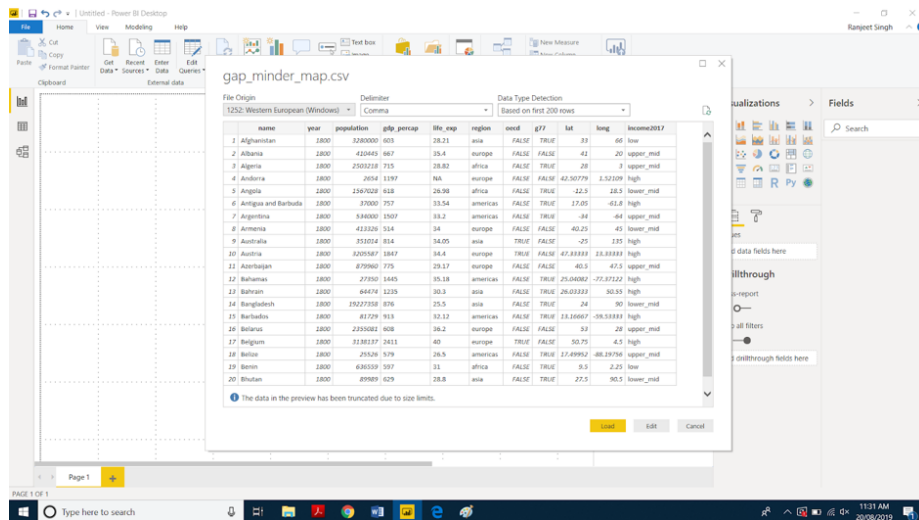 Untitled - Power BI Desktop
Ranjeet Singh
File Home View Modeling Help
Paste
Cut
Copy
Format Painter
Clipboard
Get Data
Recent Sources
Enter Data
Edit Queries
External data
Text box
New Measure
gap_minder_map.csv
File Origin Delimiter Data Type Detection
1252: Western European (Windows) Comma Based on first 200 rows
name year population gdp_percap life_exp region oecd g77 lat long income2017
1 Afghanistan 1800 3280000 603 28.21 asia FALSE TRUE 33 66 low
2 Albania 1800 410445 667 35.4 europe FALSE FALSE 41 20 upper_mid
3 Algeria 1800 2503218 715 28.82 africa FALSE TRUE 28 3 upper_mid
4 Andorra 1800 2654 1197 NA europe FALSE FALSE 42.50779 1.52109 high
5 Angola 1800 1567028 618 26.98 africa FALSE TRUE -12.5 18.5 lower_mid
6 Antigua and Barbuda 1800 37000 757 33.54 americas FALSE TRUE 17.05 -61.8 high
7 Argentina 1800 534000 1507 33.2 americas FALSE TRUE -34 -64 upper_mid
8 Armenia 1800 413326 514 34 europe FALSE FALSE 40.25 45 lower_mid
9 Australia 1800 351014 814 34.05 asia TRUE FALSE -25 135 high
10 Austria 1800 3205587 1847 34.4 europe TRUE FALSE 47.33333 13.33333 high
11 Azerbaijan 1800 879960 775 29.17 europe FALSE FALSE 40.5 47.5 upper_mid
12 Bahamas 1800 27350 1445 35.18 americas FALSE TRUE 25.04082 -77.37122 high
13 Bahrain 1800 64474 1235 30.3 asia FALSE TRUE 26.03333 50.55 high
14 Bangladesh 1800 19227358 876 25.5 asia FALSE TRUE 24 90 lower_mid
15 Barbados 1800 81729 913 32.12 americas FALSE TRUE 13.16667 -59.53333 high
16 Belarus 1800 2355081 608 36.2 europe FALSE FALSE 53 28 upper_mid
17 Belgium 1800 3138137 2411 40 europe TRUE FALSE 50.75 4.5 high
18 Belize 1800 25526 579 26.5 americas FALSE TRUE 17.49952 -88.19756 upper_mid
19 Benin 1800 636559 597 31 africa FALSE TRUE 9.5 2.25 low
20 Bhutan 1800 89989 629 28.8 asia FALSE TRUE 27.5 90.5 lower_mid
The data in the preview has been truncated due to size limits.
Load Edit Cancel
ualizations
Fields
Search
R Py
ues
d data fields here
illthrough
s-report
all filters
drillthrough fields here
Page 1
PAGE 1 OF 1
Type here to search
11:31 AM
20/08/2019